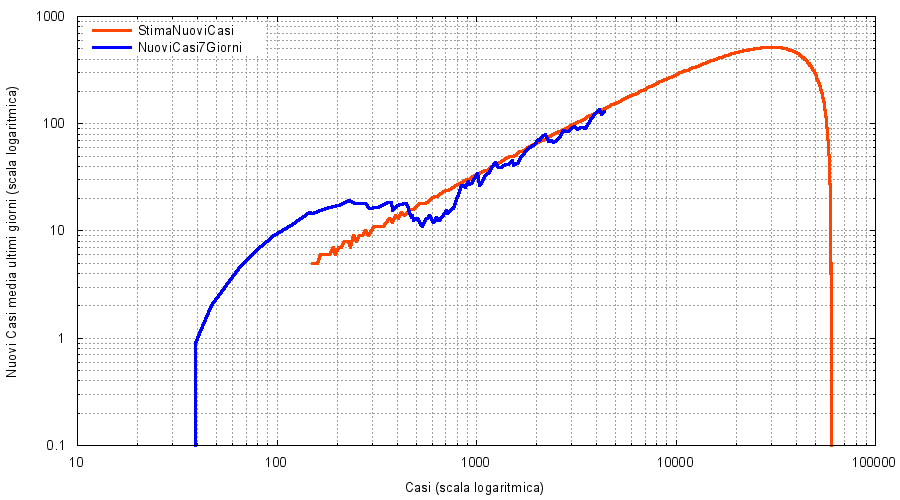 1000
100
10
1
0.1
StimaNuoviCasi
NuoviCasi7Giorni
Nuovi Casi media ultimi giorni (scala logaritmica)
10
100
1000
10000
100000
Casi (scala logaritmica)